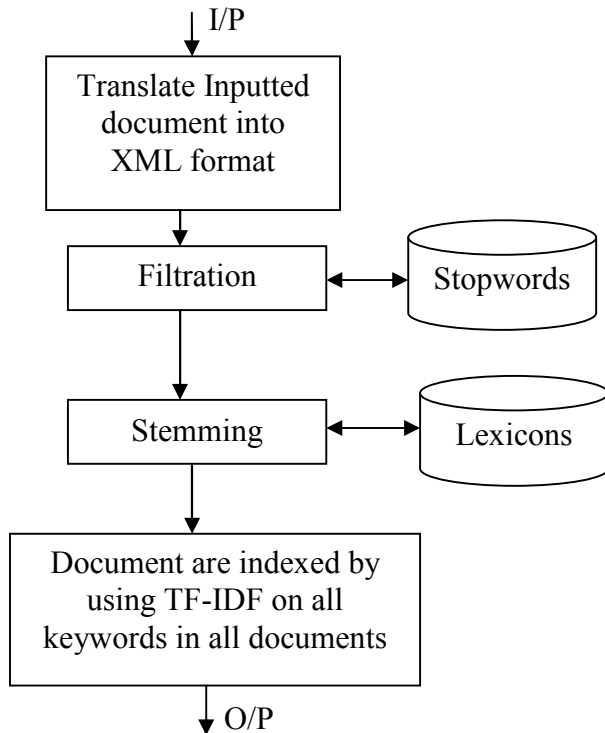 I/P
Translate Inputted
document into
XML format
Filtration
Stopwords
Stemming
Lexicons
Document are indexed by
using TF-IDF on all
keywords in all documents
O/P